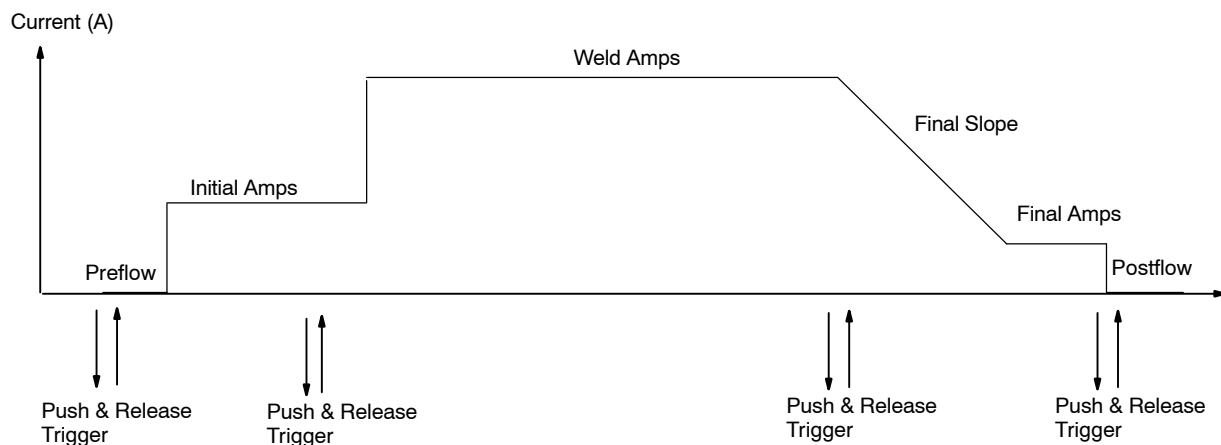 Current (A)
Weld Amps
Final Slope
Initial Amps
Final Amps
Preflow
Postflow
Push & Release
Trigger
Push & Release
Trigger
Push & Release
Trigger
Push & Release
Trigger